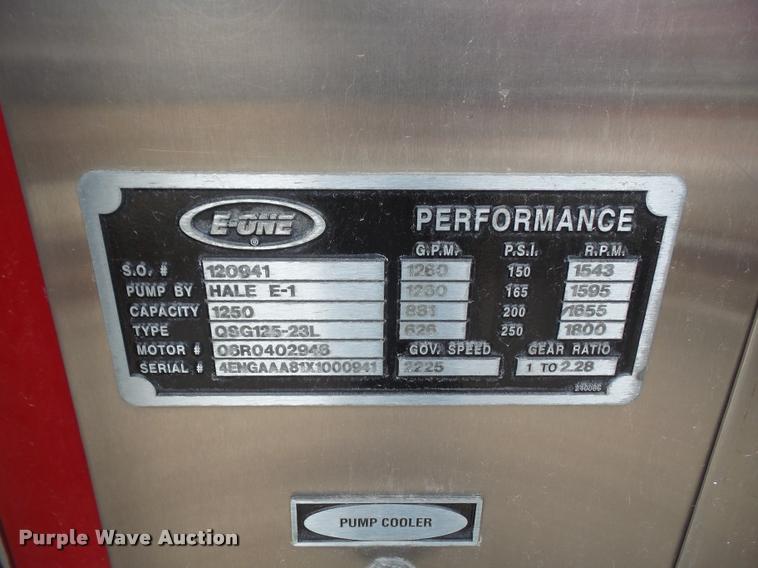 E-ONE
®
PERFORMANCE
G.P.M. P.S.I. R.P.M.
S.O. # 120941 1260 150 1543
PUMP BY HALE E-1 1260 165 1595
CAPACITY 1250 881 200 1655
TYPE QSG125-23L 626 250 1800
MOTOR # 06R0402946 GOV. SPEED GEAR RATIO
SERIAL # 4ENGAAA81X1000941 2225 1 TO 2.28
PUMP COOLER
Purple Wave Auction